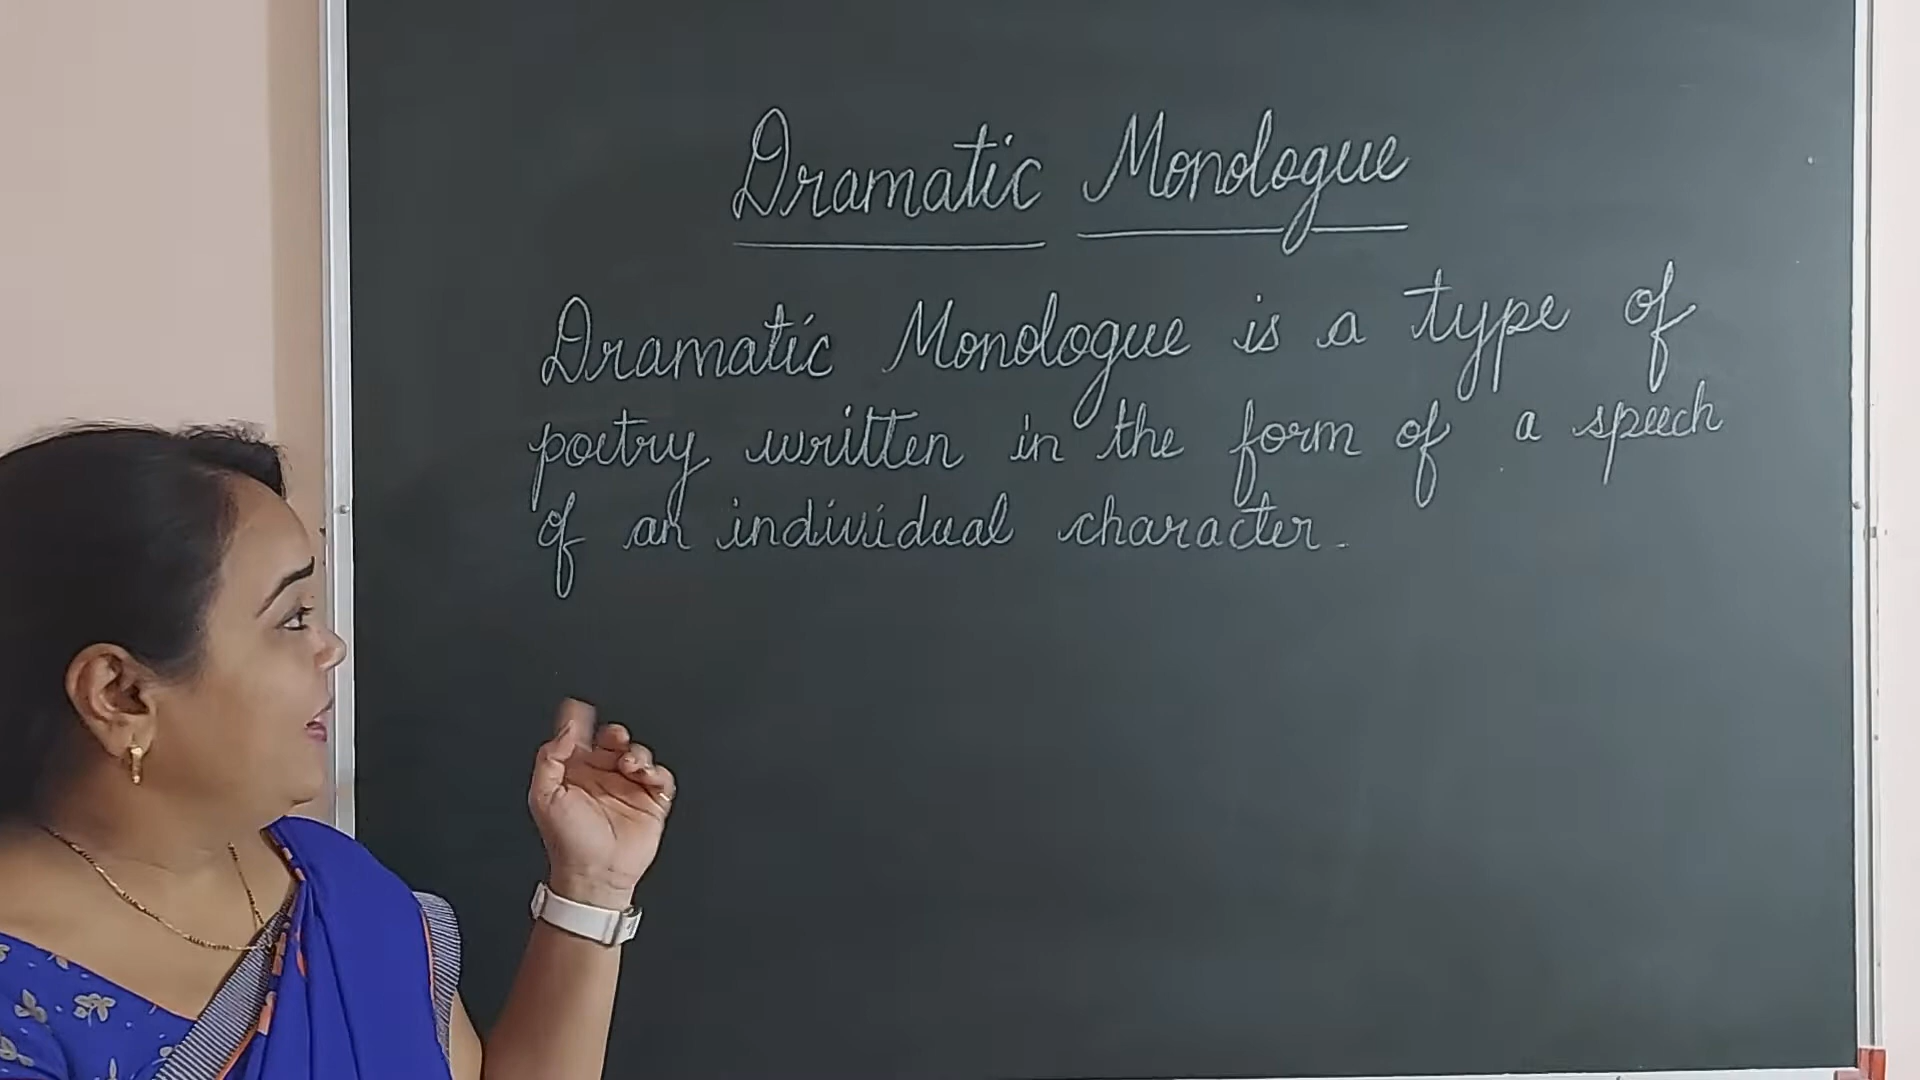 Dramatic Monologue
Dramatic Monologue is a type of
poetry written in the form of a speech
of an individual character.